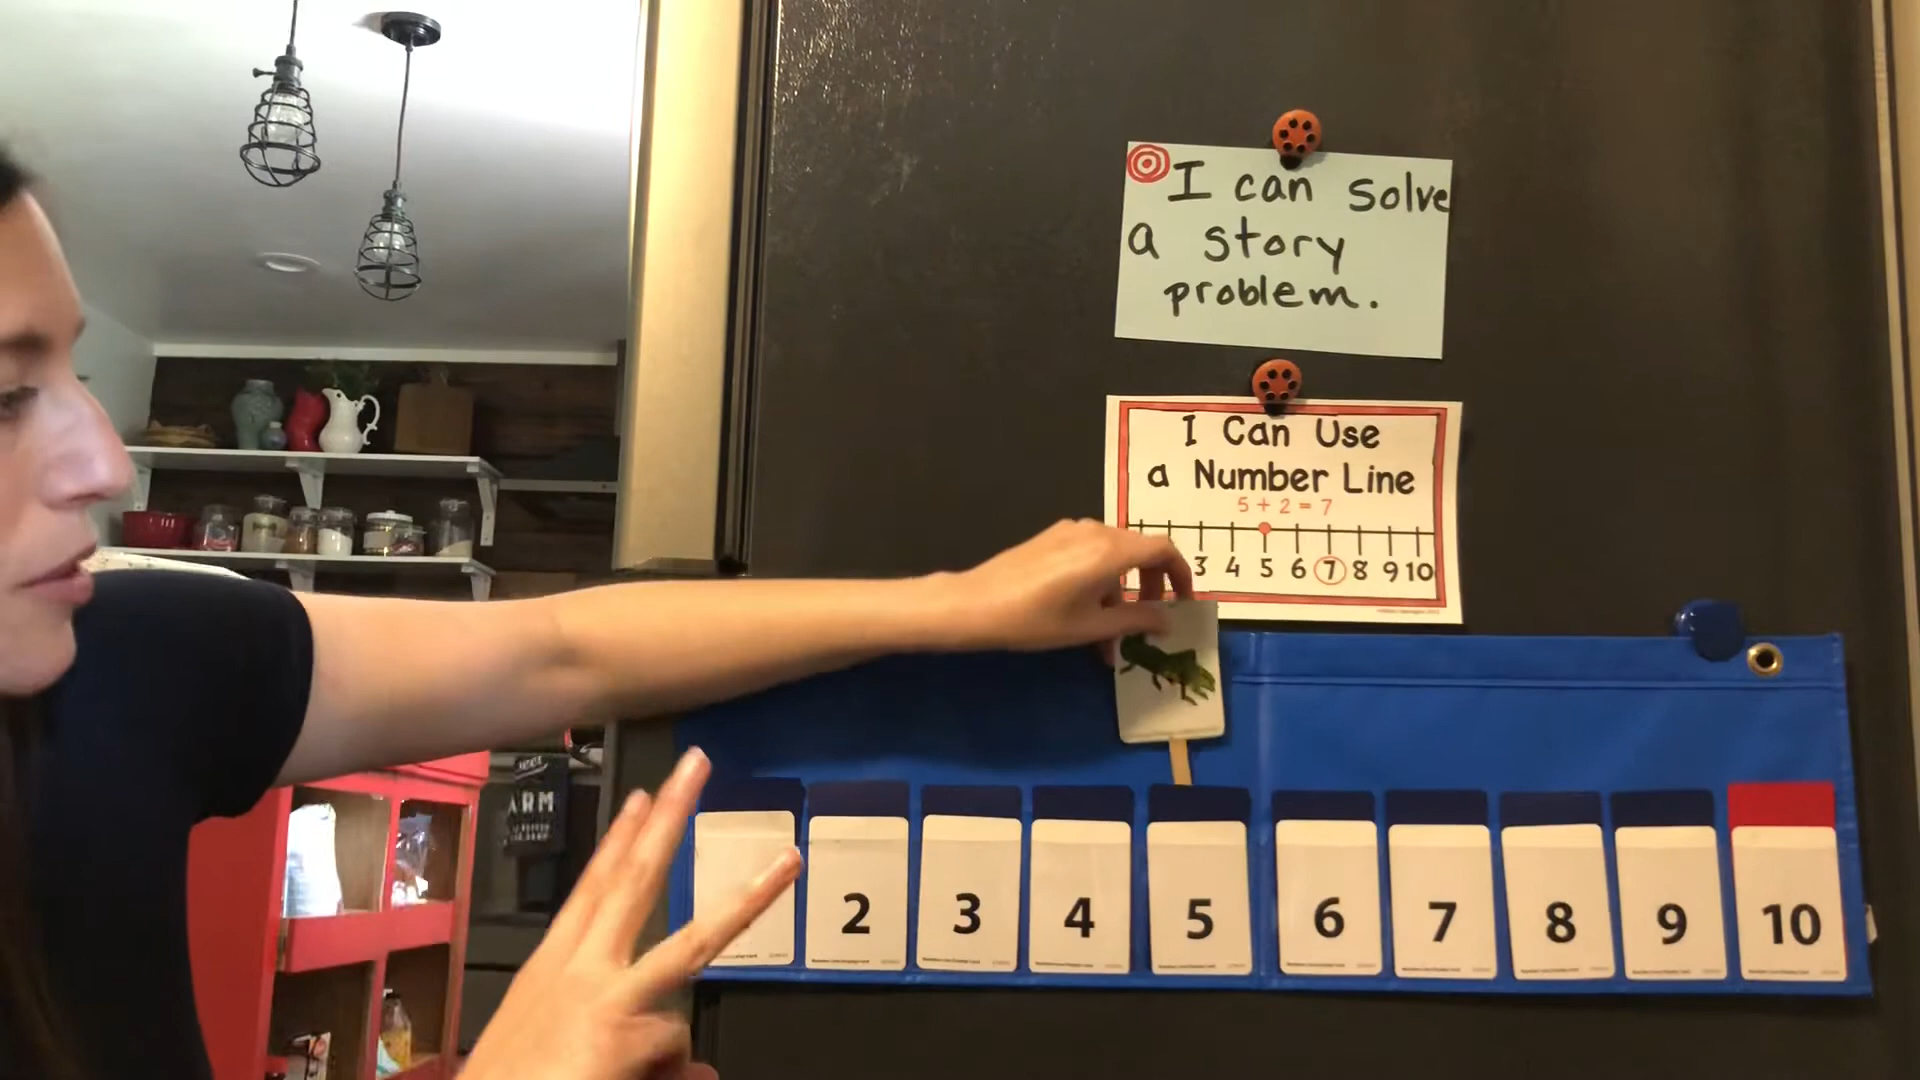 I can solve
a story
problem.
I Can Use
a Number Line
5 + 2 = 7
3 4 5 6 7 8 9 10
ARM
2 3 4 5 6 7 8 9 10